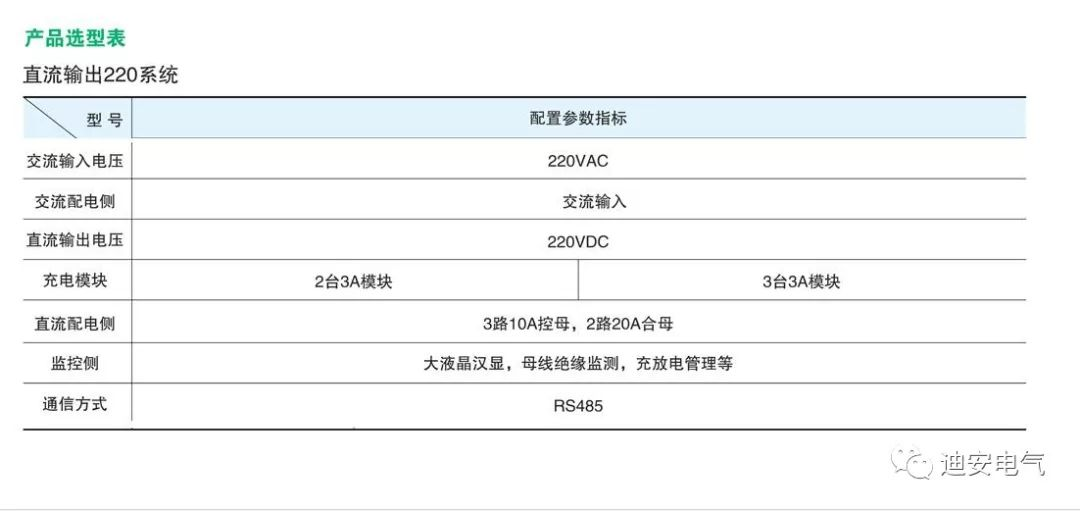 产品选型表
直流输出220系统
型 号 配置参数指标
交流输入电压 220VAC
交流配电侧 交流输入
直流输出电压 220VDC
充电模块 2台3A模块 3台3A模块
直流配电侧 3路10A控母，2路20A合母
监控侧 大液晶汉显，母线绝缘监测，充放电管理等
通信方式 RS485
迪安电气